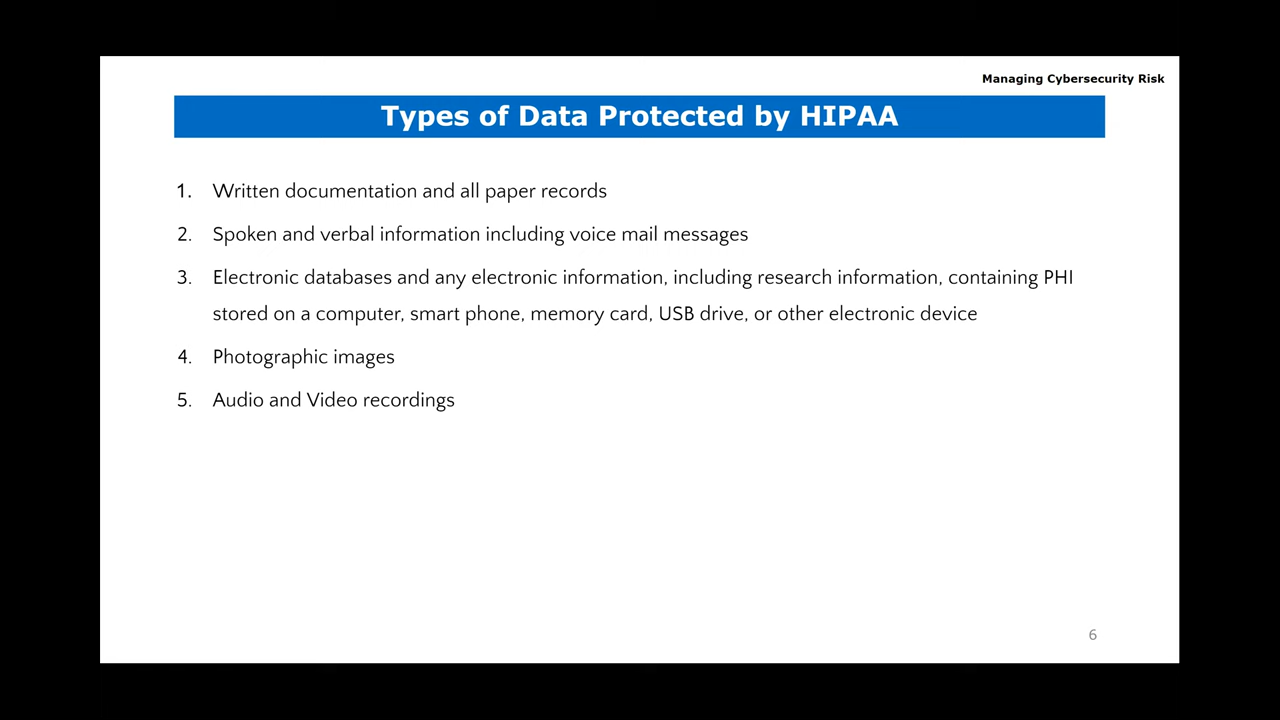 Managing Cybersecurity Risk
Types of Data Protected by HIPAA
1. Written documentation and all paper records
2. Spoken and verbal information including voice mail messages
3. Electronic databases and any electronic information, including research information, containing PHI
stored on a computer, smart phone, memory card, USB drive, or other electronic device
4. Photographic images
5. Audio and Video recordings
6